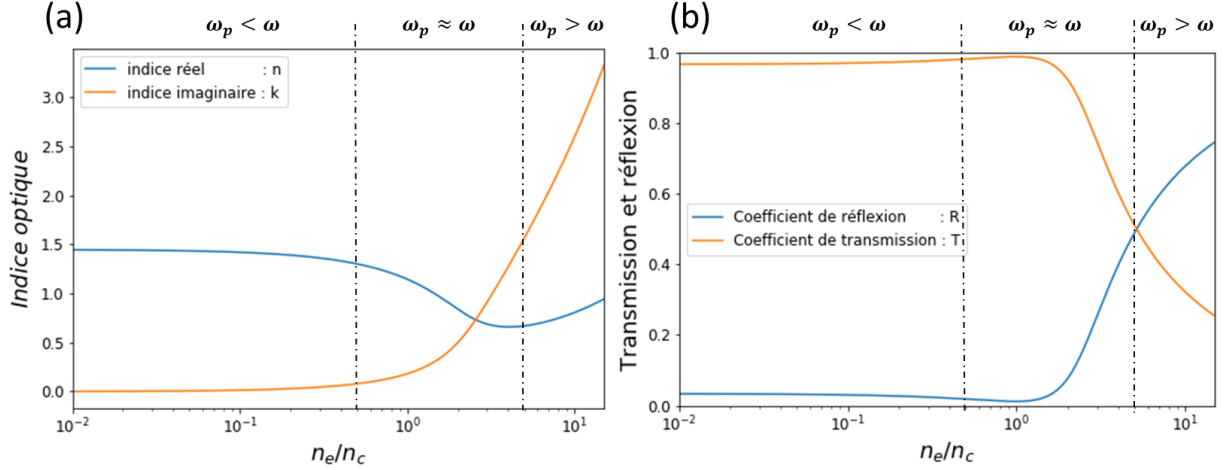 (a)
ωp < ω
ωp ≈ ω
ωp > ω
indice réel : n
indice imaginaire : k
Indice optique
3.0
2.5
2.0
1.5
1.0
0.5
0.0
10⁻²
10⁻¹
10⁰
10¹
nₑ/n_c
(b)
ωp < ω
ωp ≈ ω
ωp > ω
Coefficient de réflexion : R
Coefficient de transmission : T
Transmission et réflexion
1.0
0.8
0.6
0.4
0.2
0.0
10⁻²
10⁻¹
10⁰
10¹
nₑ/n_c